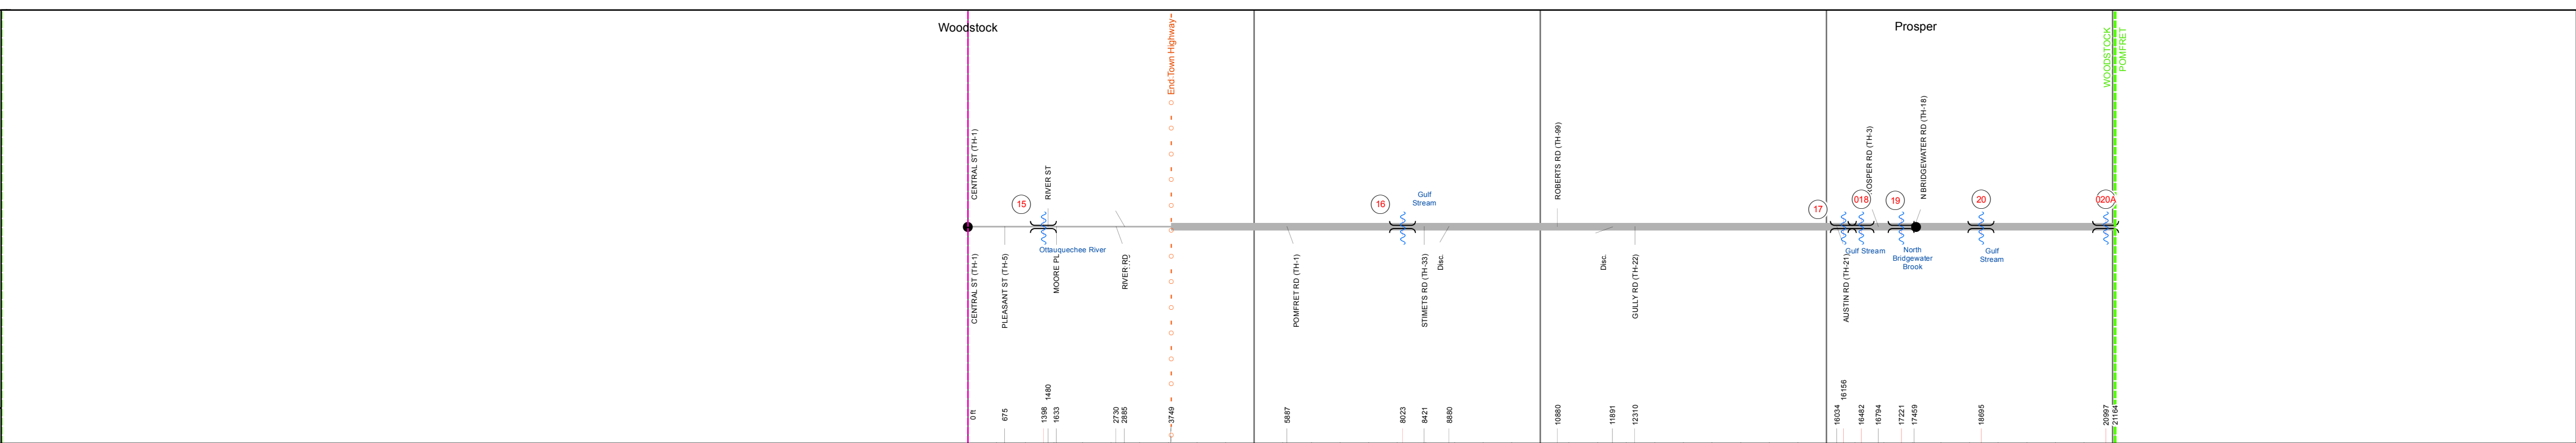 Woodstock
Prosper
End Town Highway
WOODSTOCK
POMFRET
CENTRAL ST (TH-1)
RIVER ST
ROBERTS RD (TH-99)
N BRIDGEWATER RD (TH-18)
15
16
17
018
19
20
020A
Gulf
Stream
Ottauquechee River
Gulf Stream
North
Bridgewater
Brook
Gulf
Stream
CENTRAL ST (TH-1)
PLEASANT ST (TH-5)
MOORE PL
RIVER RD
POMFRET RD (TH-1)
STIMETS RD (TH-33)
Disc.
Disc.
GULLY RD (TH-22)
AUSTIN RD (TH-21)
0 ft
675
1398
1480
1633
2730
2885
3749
5887
8023
8421
8880
10880
11891
12310
16034
16156
16482
16794
17221
17459
18695
20997
21164